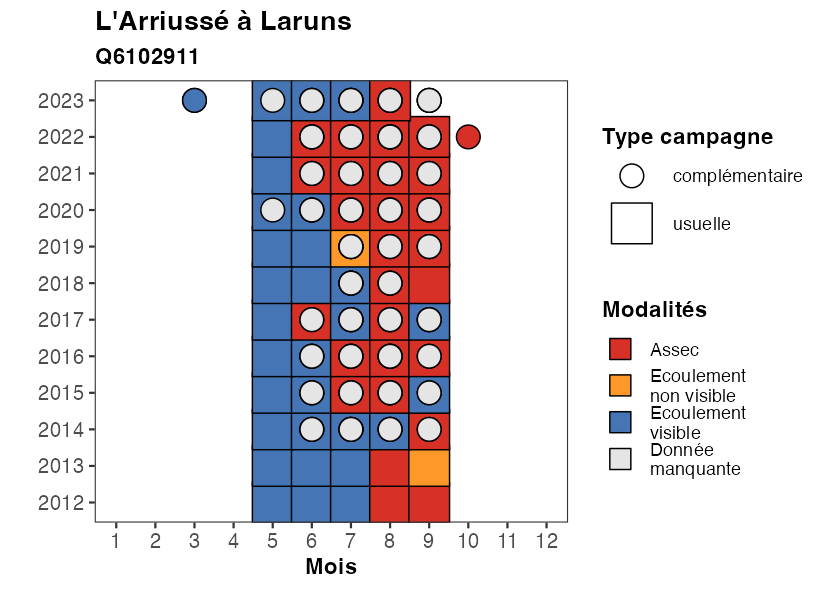 L'Arriussé à Laruns
Q6102911
2023
2022
2021
2020
2019
2018
2017
2016
2015
2014
2013
2012
1 2 3 4 5 6 7 8 9 10 11 12
Mois
Type campagne
complémentaire
usuelle
Modalités
Assec
Ecoulement
non visible
Ecoulement
visible
Donnée
manquante